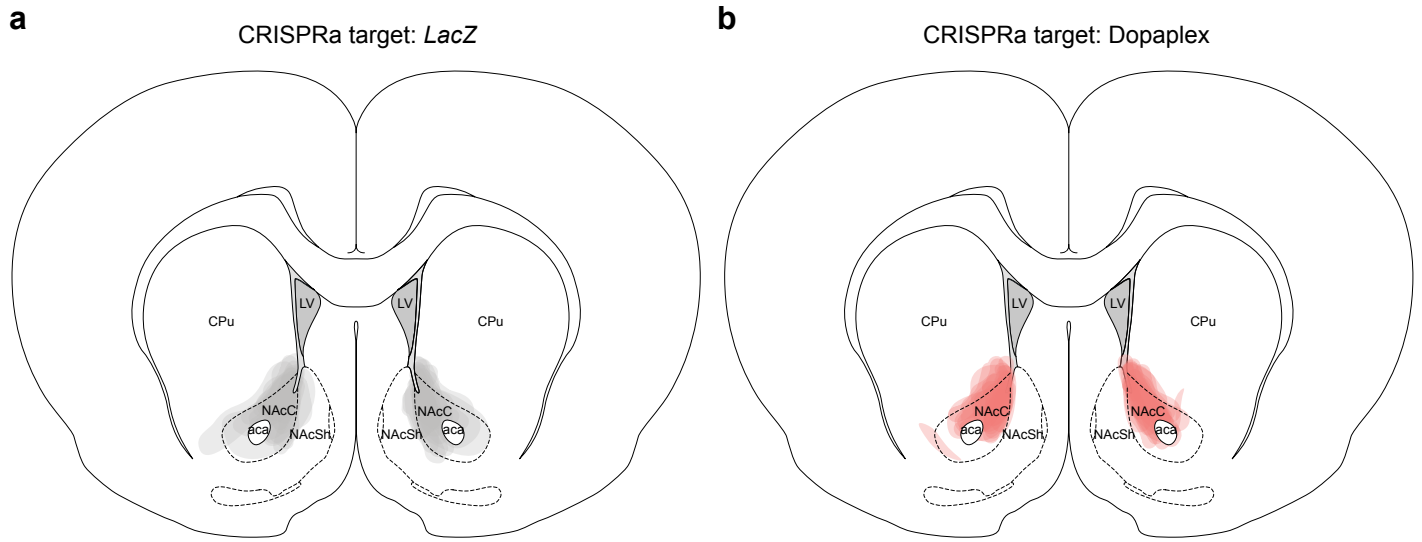 a
CRISPRa target: LacZ
LV
LV
CPu
CPu
NAcC
NAcC
aca
aca
NAcSh
NAcSh
b
CRISPRa target: Dopaplex
LV
LV
CPu
CPu
NAcC
NAcC
aca
aca
NAcSh
NAcSh